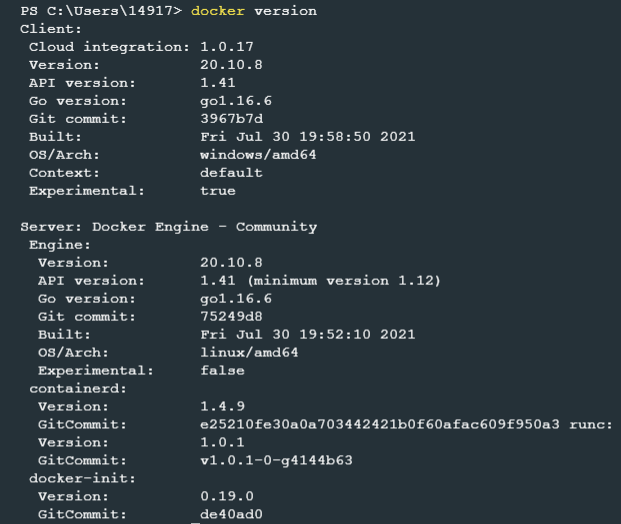 PS C:\Users\14917> docker version
Client:
Cloud integration: 1.0.17
Version: 20.10.8
API version: 1.41
Go version: go1.16.6
Git commit: 3967b7d
Built: Fri Jul 30 19:58:50 2021
OS/Arch: windows/amd64
Context: default
Experimental: true
Server: Docker Engine - Community
Engine:
Version: 20.10.8
API version: 1.41 (minimum version 1.12)
Go version: go1.16.6
Git commit: 75249d8
Built: Fri Jul 30 19:52:10 2021
OS/Arch: linux/amd64
Experimental: false
containerd:
Version: 1.4.9
GitCommit: e25210fe30a0a703442421b0f60afac609f950a3 runc:
Version: 1.0.1
GitCommit: v1.0.1-0-g4144b63
docker-init:
Version: 0.19.0
GitCommit: de40ad0